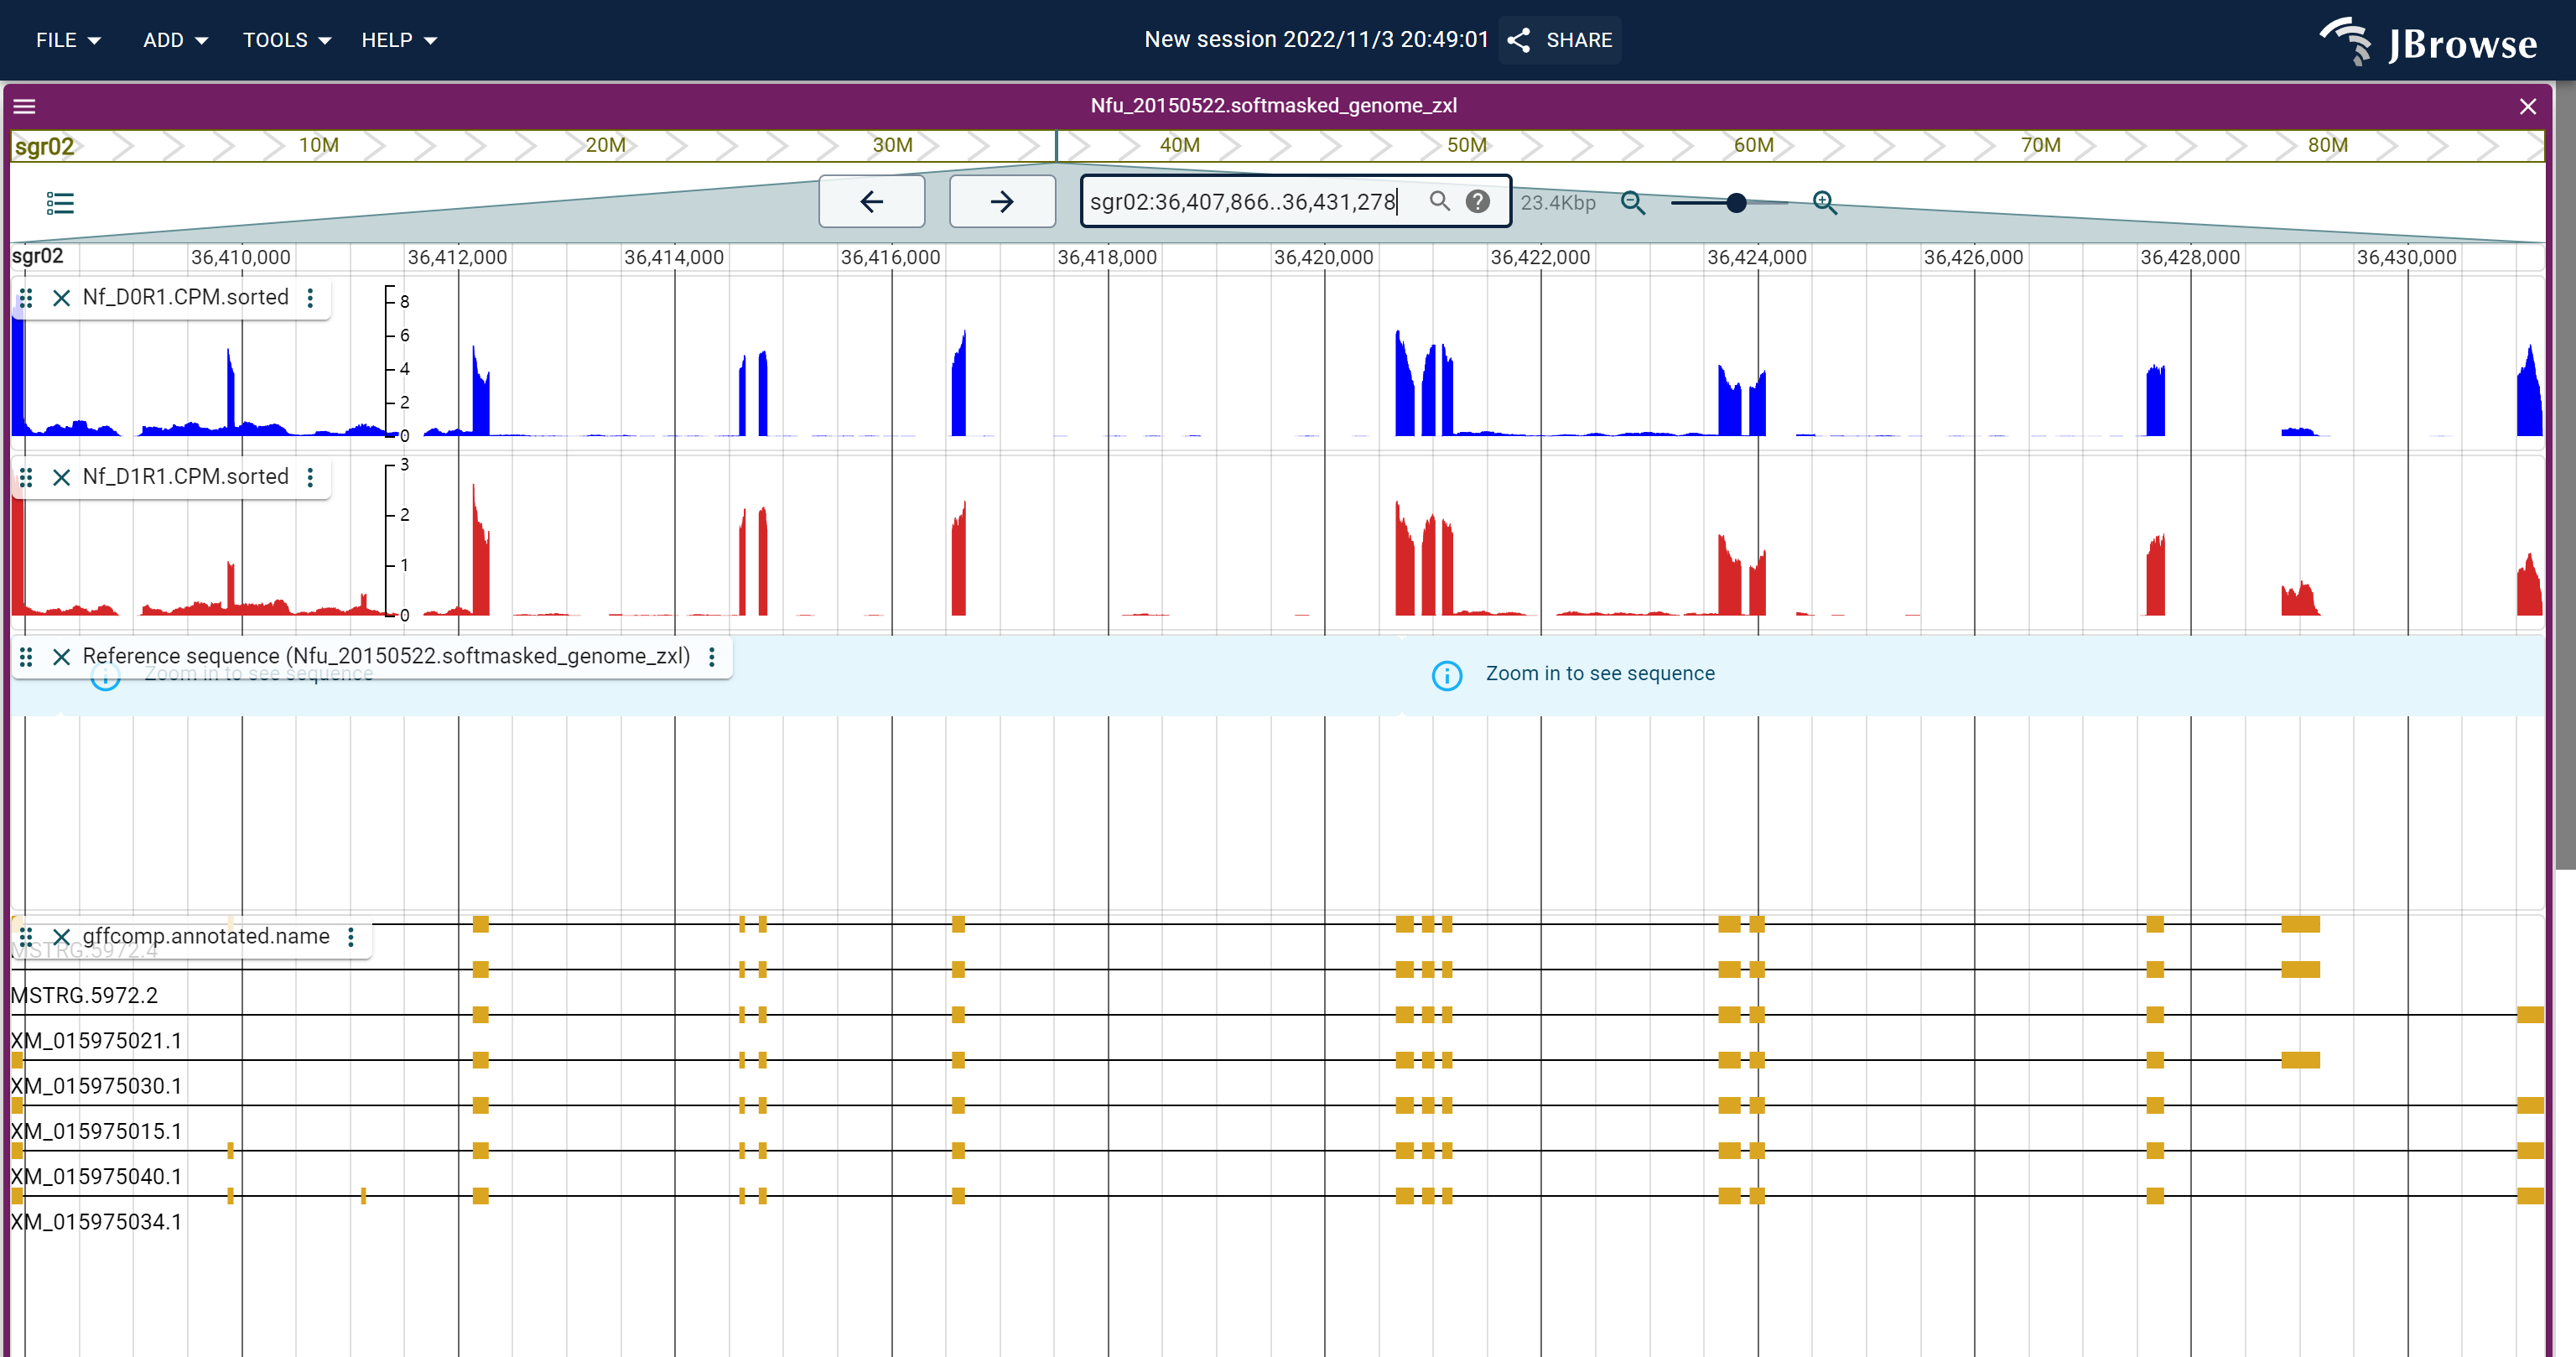 FILE ADD TOOLS HELP New session 2022/11/3 20:49:01 SHARE JBrowse
Nfu_20150522.softmasked_genome_zxl
sgr02 10M 20M 30M 40M 50M 60M 70M 80M
sgr02:36,407,866..36,431,278 23.4Kbp
sgr02 36,410,000 36,412,000 36,414,000 36,416,000 36,418,000 36,420,000 36,422,000 36,424,000 36,426,000 36,428,000 36,430,000
Nf_D0R1.CPM.sorted
8
6
4
2
0
Nf_D1R1.CPM.sorted
3
2
1
0
Reference sequence (Nfu_20150522.softmasked_genome_zxl)
Zoom in to see sequence Zoom in to see sequence
gffcomp.annotated.name
MSTRG.5972.4
MSTRG.5972.2
XM_015975021.1
XM_015975030.1
XM_015975015.1
XM_015975040.1
XM_015975034.1